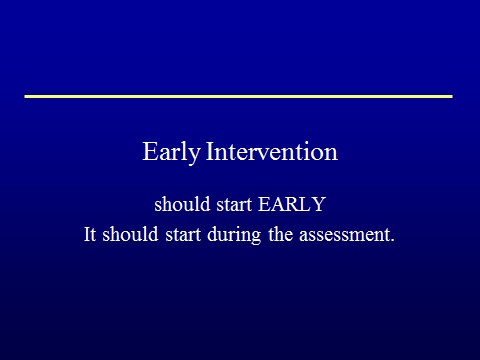 Early Intervention
should start EARLY
It should start during the assessment.